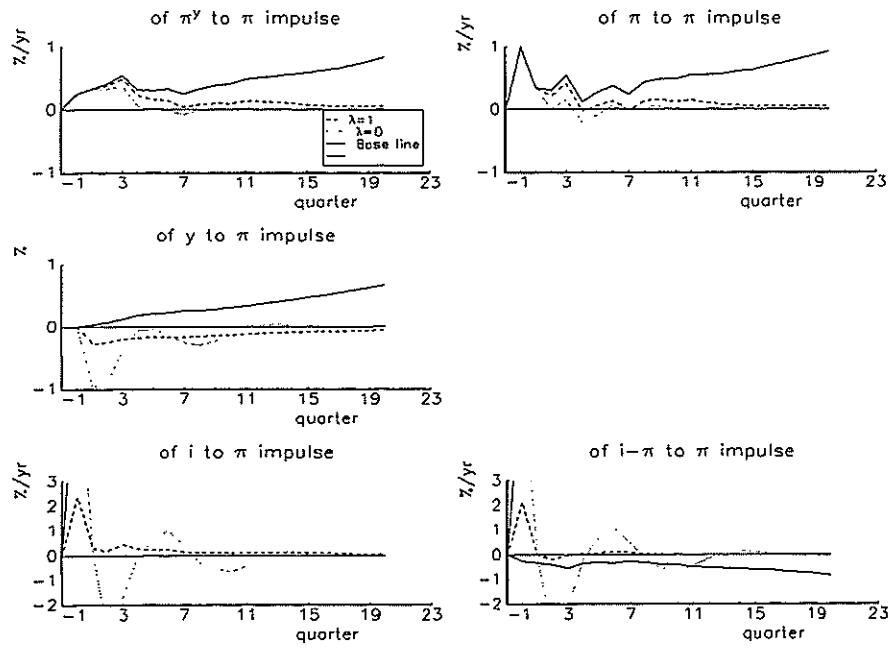 of πʸ to π impulse
%/yr
1
0
-1
λ=1
λ=0
Base line
-1 3 7 11 15 19 23
quarter
of π to π impulse
%/yr
1
0
-1
-1 3 7 11 15 19 23
quarter
of y to π impulse
%
1
0
-1
-1 3 7 11 15 19 23
quarter
of i to π impulse
%/yr
3
2
1
0
-1
-2
-1 3 7 11 15 19 23
quarter
of i-π to π impulse
%/yr
3
2
1
0
-1
-2
-1 3 7 11 15 19 23
quarter